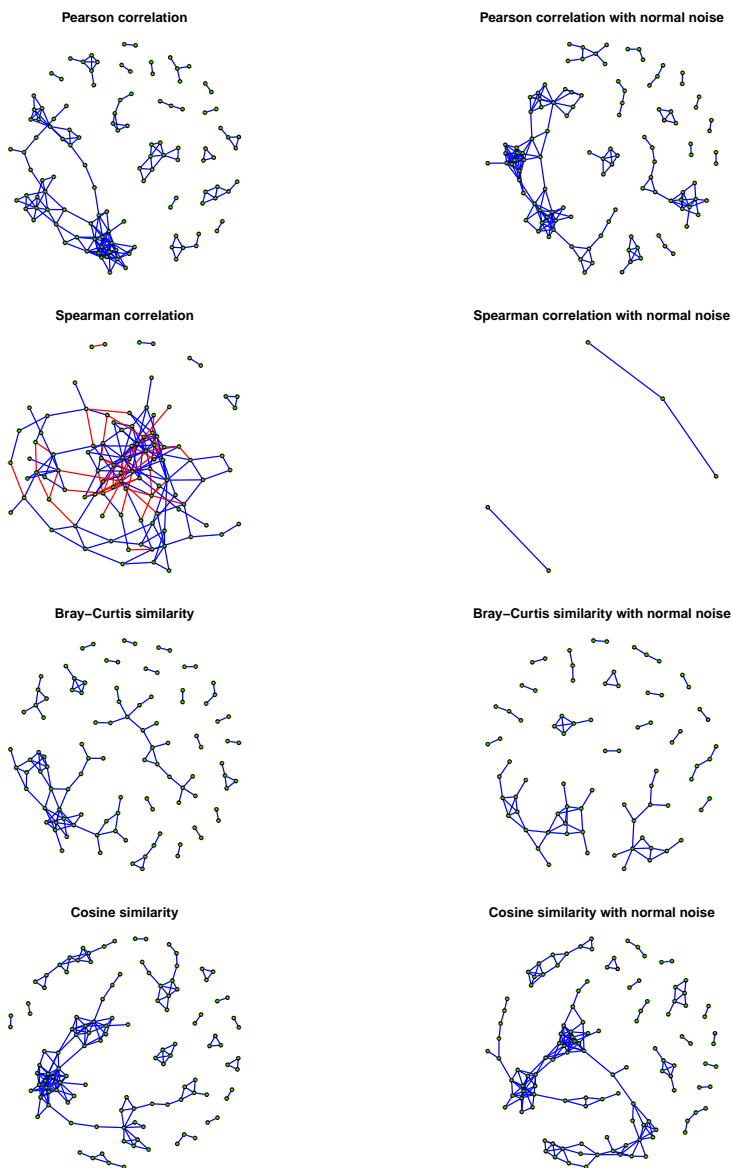 Pearson correlation
Pearson correlation with normal noise
Spearman correlation
Spearman correlation with normal noise
Bray−Curtis similarity
Bray−Curtis similarity with normal noise
Cosine similarity
Cosine similarity with normal noise